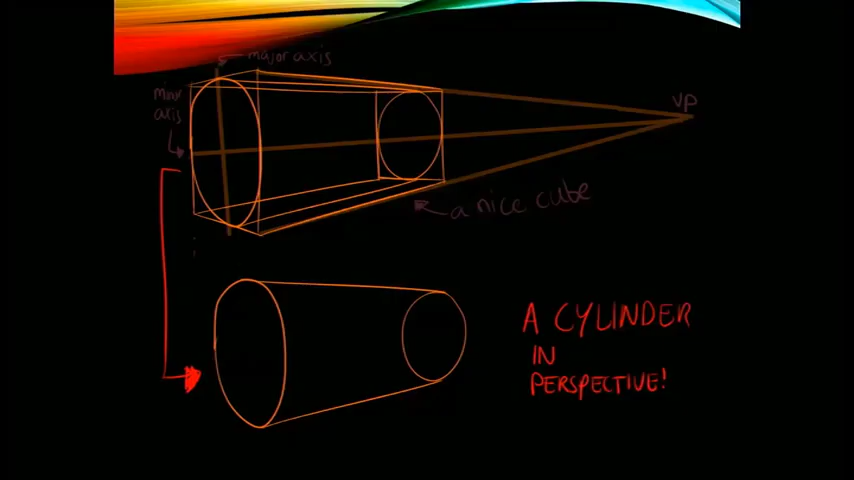 major axis
minor
axis
VP
a nice cube
A CYLINDER
IN
PERSPECTIVE!